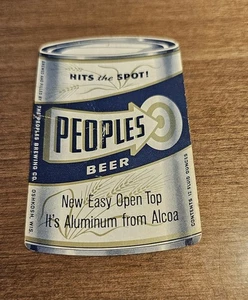 HITS the SPOT!
PEOPLES
BEER
New Easy Open Top
It's Aluminum from Alcoa
THE PEOPLES BREWING CO.
OSHKOSH, WIS.
CONTENTS 12 FLUID OUNCES